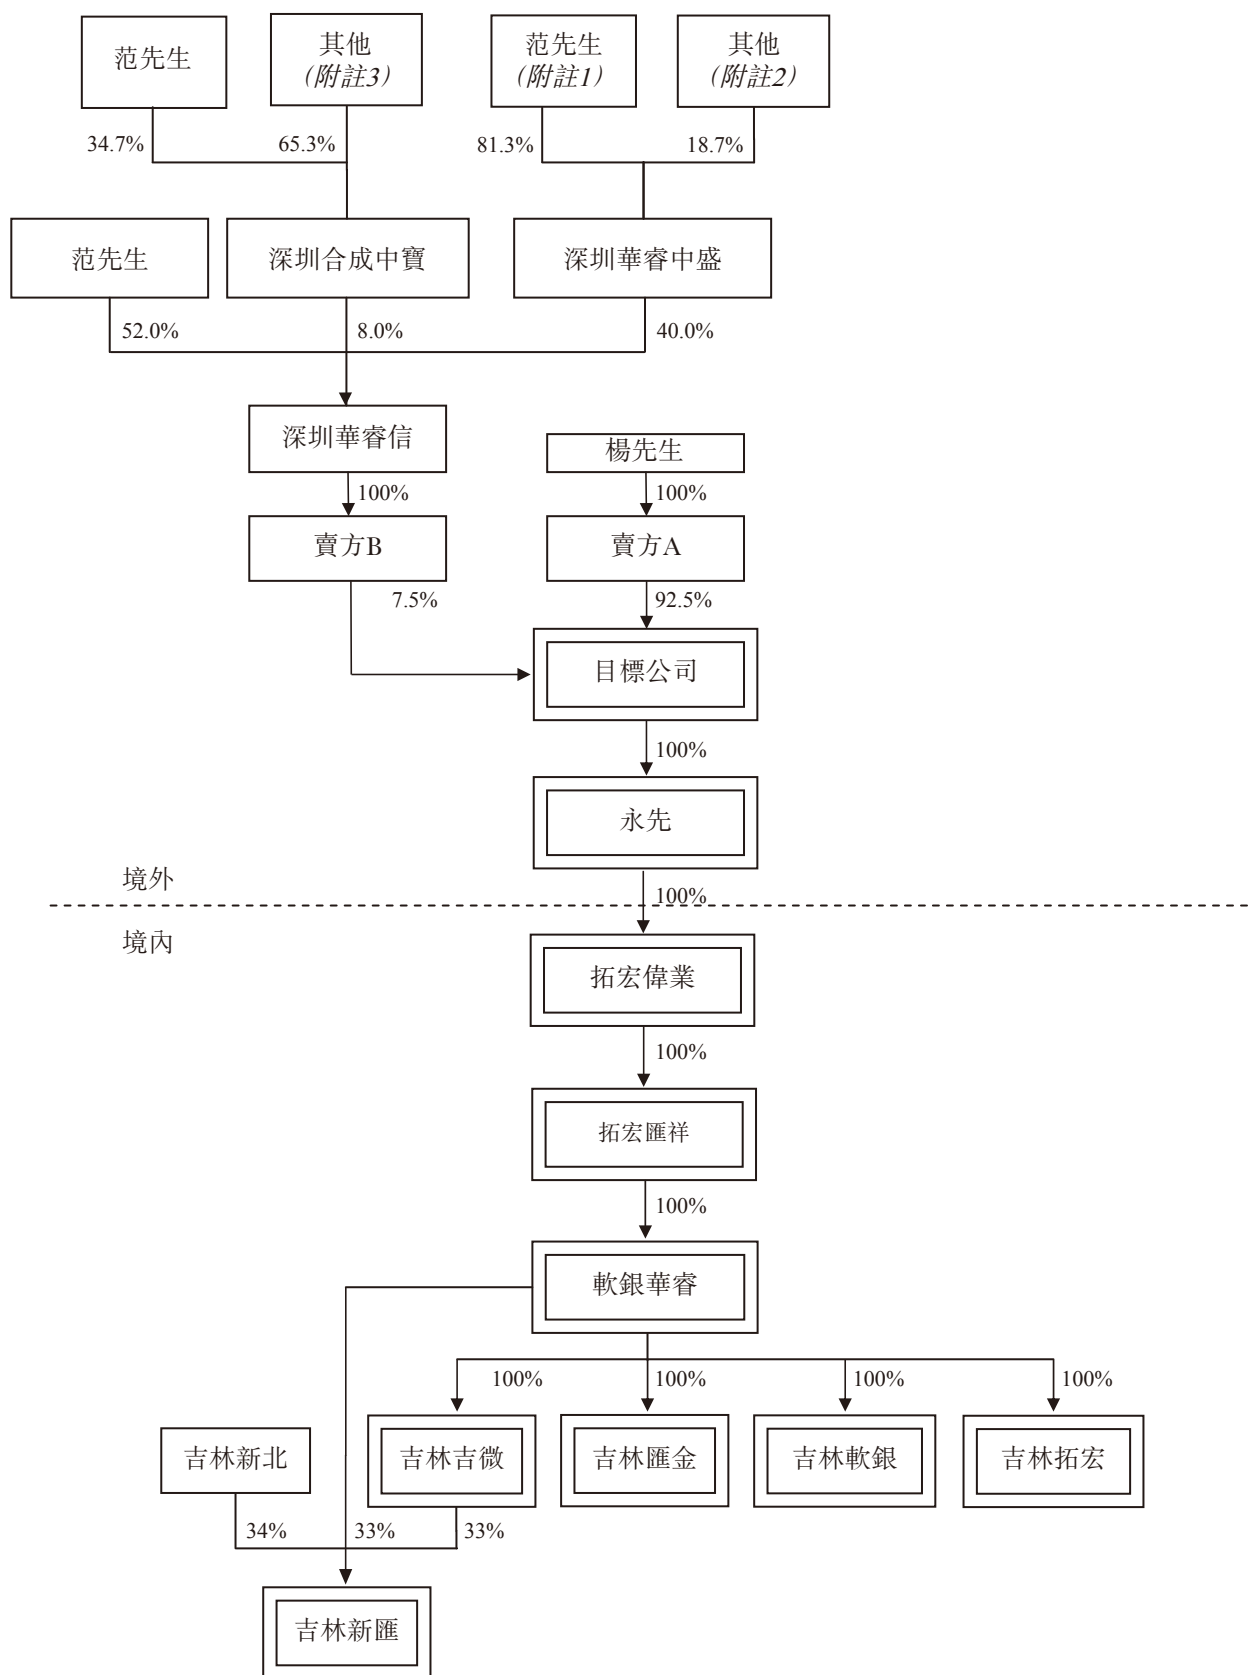 范先生
其他
(附註3)
范先生
(附註1)
其他
(附註2)
34.7%
65.3%
81.3%
18.7%
范先生
深圳合成中寶
深圳華睿中盛
52.0%
8.0%
40.0%
深圳華睿信
楊先生
100%
100%
賣方B
賣方A
7.5%
92.5%
目標公司
100%
永先
境外
100%
境內
拓宏偉業
100%
拓宏匯祥
100%
軟銀華睿
100%
100%
100%
100%
吉林新北
吉林吉微
吉林匯金
吉林軟銀
吉林拓宏
34%
33%
33%
吉林新匯